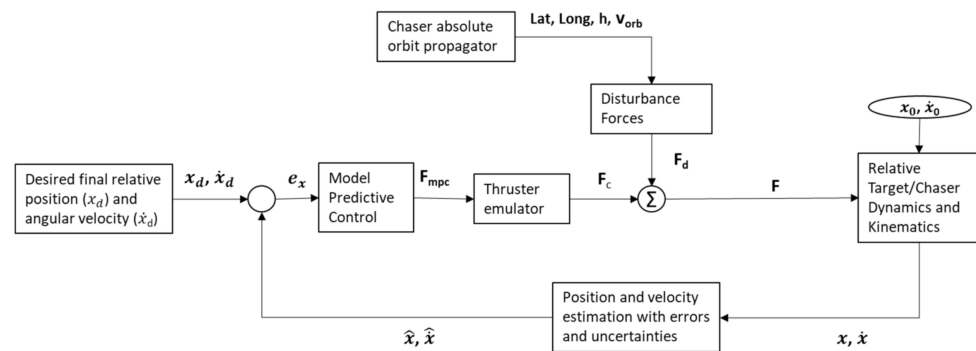 Chaser absolute
orbit propagator
Lat, Long, h, v_orb
Disturbance
Forces
x₀, ẋ₀
F_d
Desired final relative
position (x_d) and
angular velocity (ẋ_d)
x_d, ẋ_d
e_x
Model
Predictive
Control
F_mpc
Thruster
emulator
F_c
Σ
F
Relative
Target/Chaser
Dynamics and
Kinematics
Position and velocity
estimation with errors
and uncertainties
x̂, ẋ̂
x, ẋ